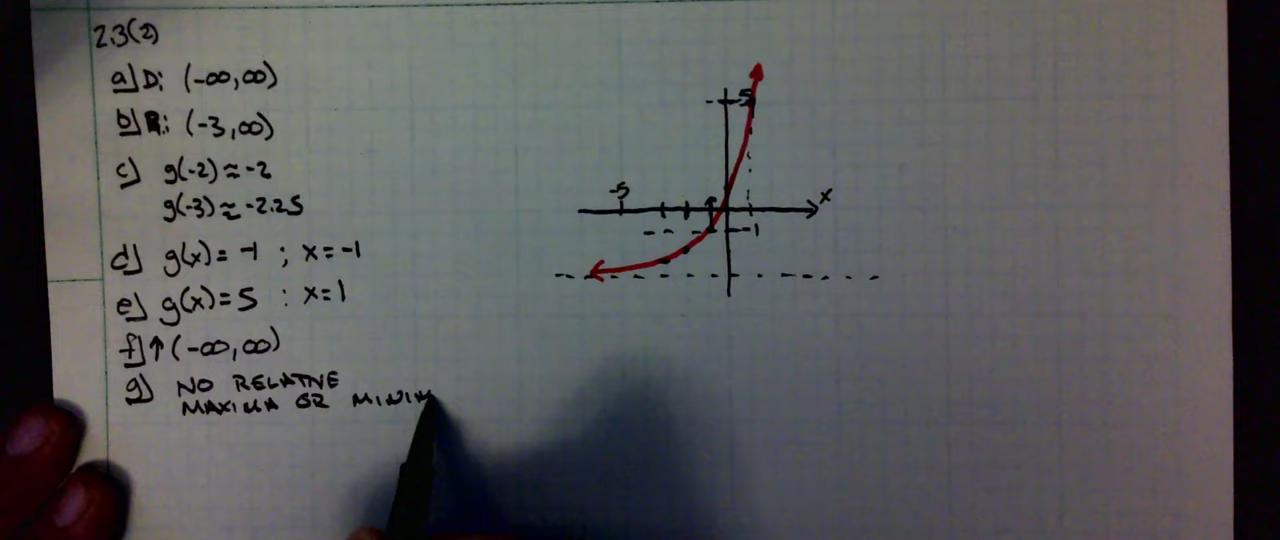 2.3(2)
a) D: (-∞,∞)
b) R: (-3,∞)
c) g(-2) ≈ -2
g(-3) ≈ -2.25
d) g(x) = -1 ; x = -1
e) g(x) = 5 : x = 1
f) ↑ (-∞,∞)
g) NO RELATIVE
MAXIMA OR MINIM
5
-5
x
-1